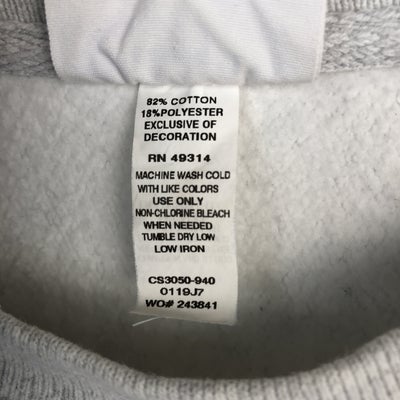 82% COTTON
18%POLYESTER
EXCLUSIVE OF
DECORATION
RN 49314
MACHINE WASH COLD
WITH LIKE COLORS
USE ONLY
NON-CHLORINE BLEACH
WHEN NEEDED
TUMBLE DRY LOW
LOW IRON
CS3050-940
0119J7
WO# 243841